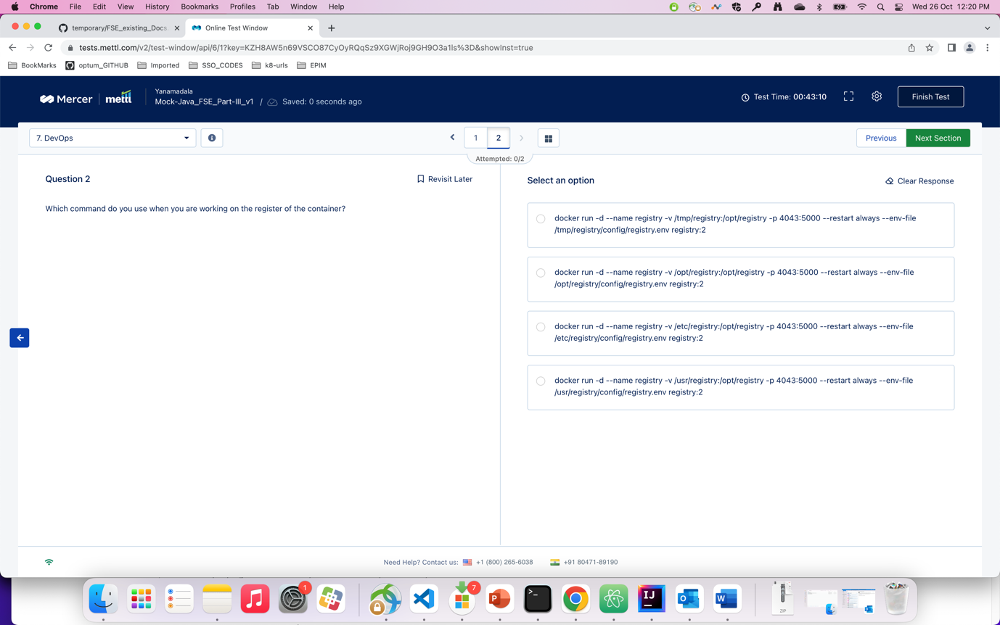 Chrome File Edit View History Bookmarks Profiles Tab Window Help Wed 26 Oct 12:20 PM
temporary/FSE_existing_Docs. Online Test Window
tests.mettl.com/v2/test-window/api/6/1?key=KZH8AW5n69VSCO87CyOyRQqSz9XGWjRoj9GH9O3a1ls%3D&showInst=true
BookMarks optum_GITHUB Imported SSO_CODES k8-urls EPIM
Mercer mettl
Yanamadala
Mock-Java_FSE_Part-III_v1 / Saved: 0 seconds ago
Test Time: 00:43:10 Finish Test
7. DevOps 1 2 Previous Next Section
Attempted: 0/2
Question 2 Revisit Later
Which command do you use when you are working on the register of the container?
Select an option Clear Response
docker run -d --name registry -v /tmp/registry:/opt/registry -p 4043:5000 --restart always --env-file
/tmp/registry/config/registry.env registry:2
docker run -d --name registry -v /opt/registry:/opt/registry -p 4043:5000 --restart always --env-file
/opt/registry/config/registry.env registry:2
docker run -d --name registry -v /etc/registry:/opt/registry -p 4043:5000 --restart always --env-file
/etc/registry/config/registry.env registry:2
docker run -d --name registry -v /usr/registry:/opt/registry -p 4043:5000 --restart always --env-file
/usr/registry/config/registry.env registry:2
Need Help? Contact us: +1 (800) 265-6038 +91 80471-89190
1 7
P IJ O W ZIP